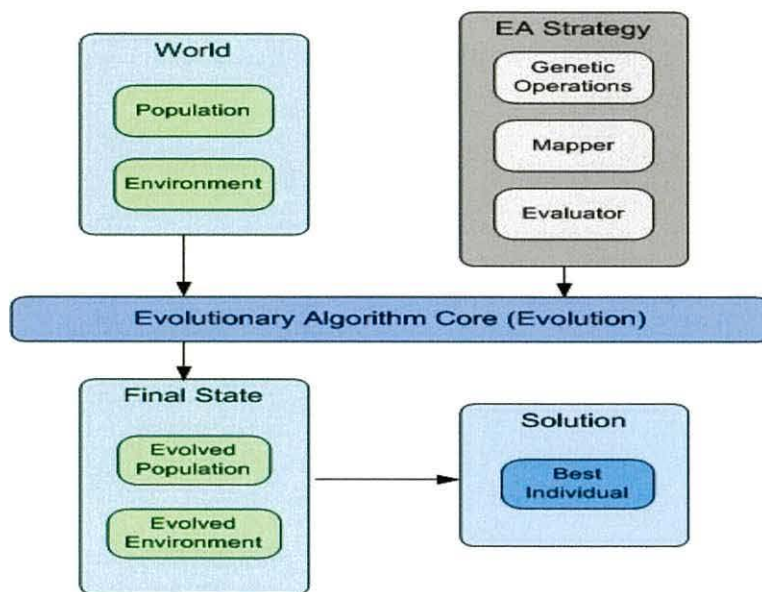 World
Population
Environment
EA Strategy
Genetic
Operations
Mapper
Evaluator
Evolutionary Algorithm Core (Evolution)
Final State
Evolved
Population
Evolved
Environment
Solution
Best
Individual